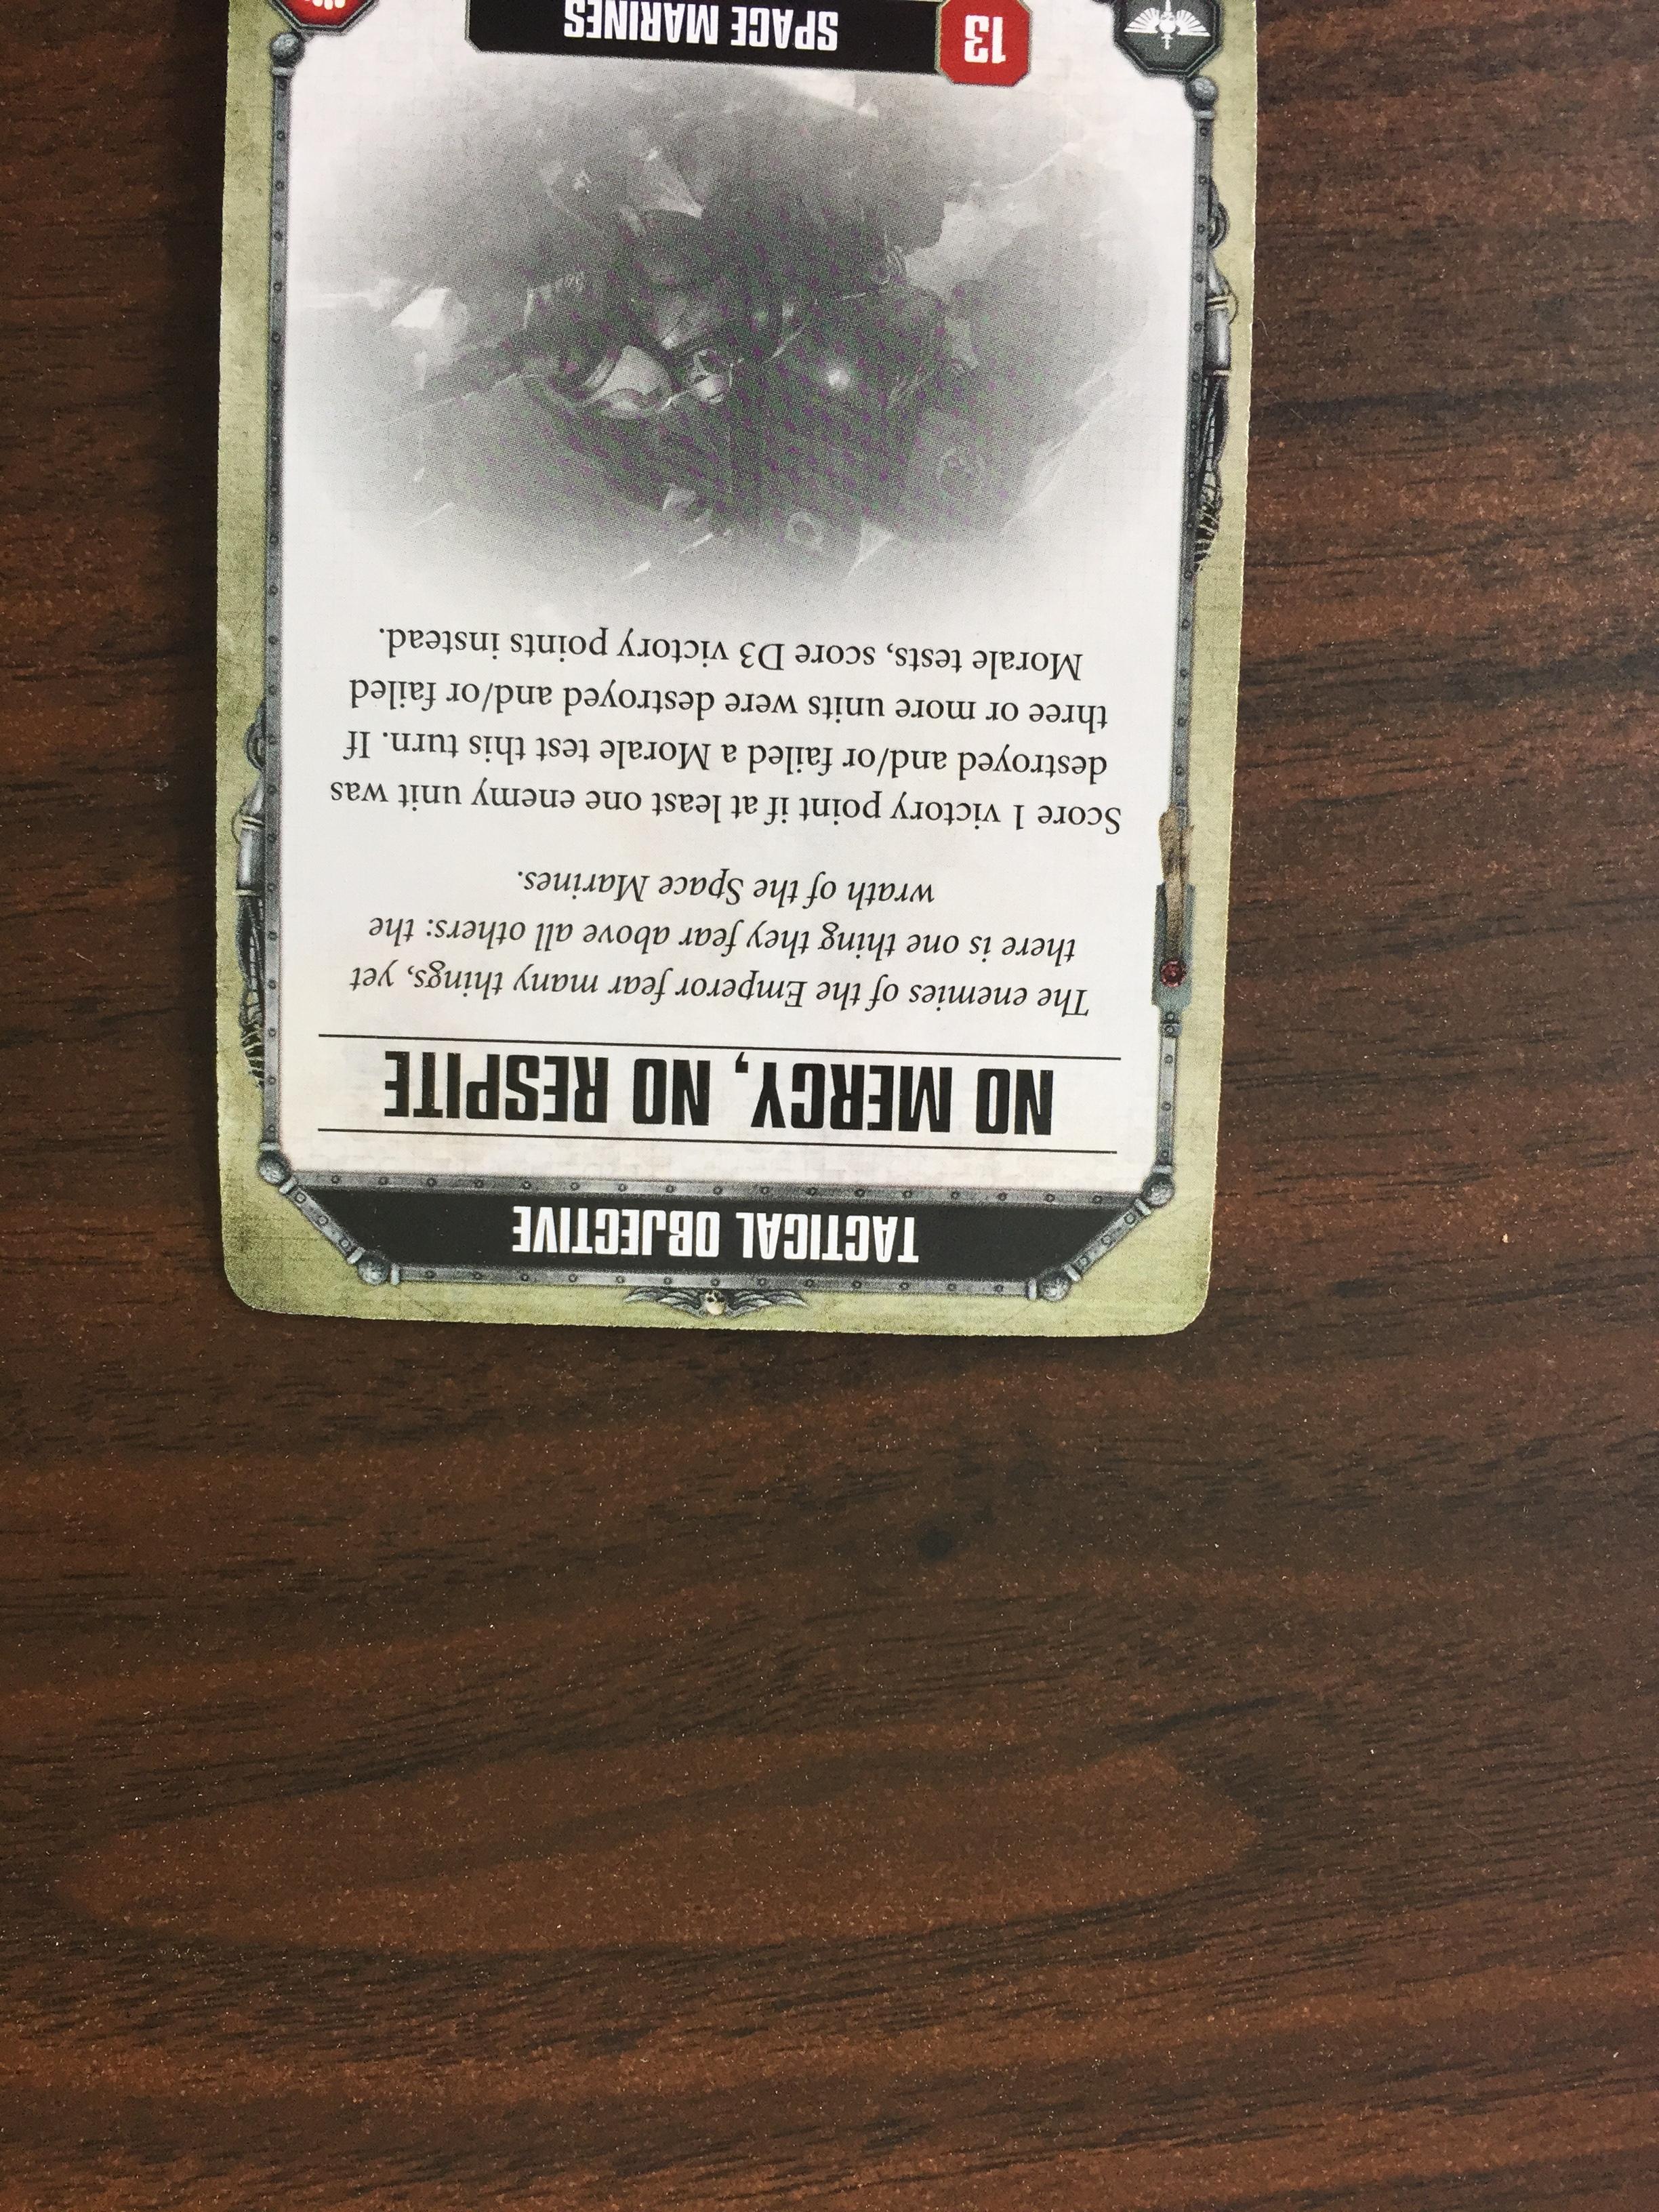 TACTICAL OBJECTIVE
NO MERCY, NO RESPITE
The enemies of the Emperor fear many things, yet
there is one thing they fear above all others: the
wrath of the Space Marines.
Score 1 victory point if at least one enemy unit was
destroyed and/or failed a Morale test this turn. If
three or more units were destroyed and/or failed
Morale tests, score D3 victory points instead.
13
SPACE MARINES